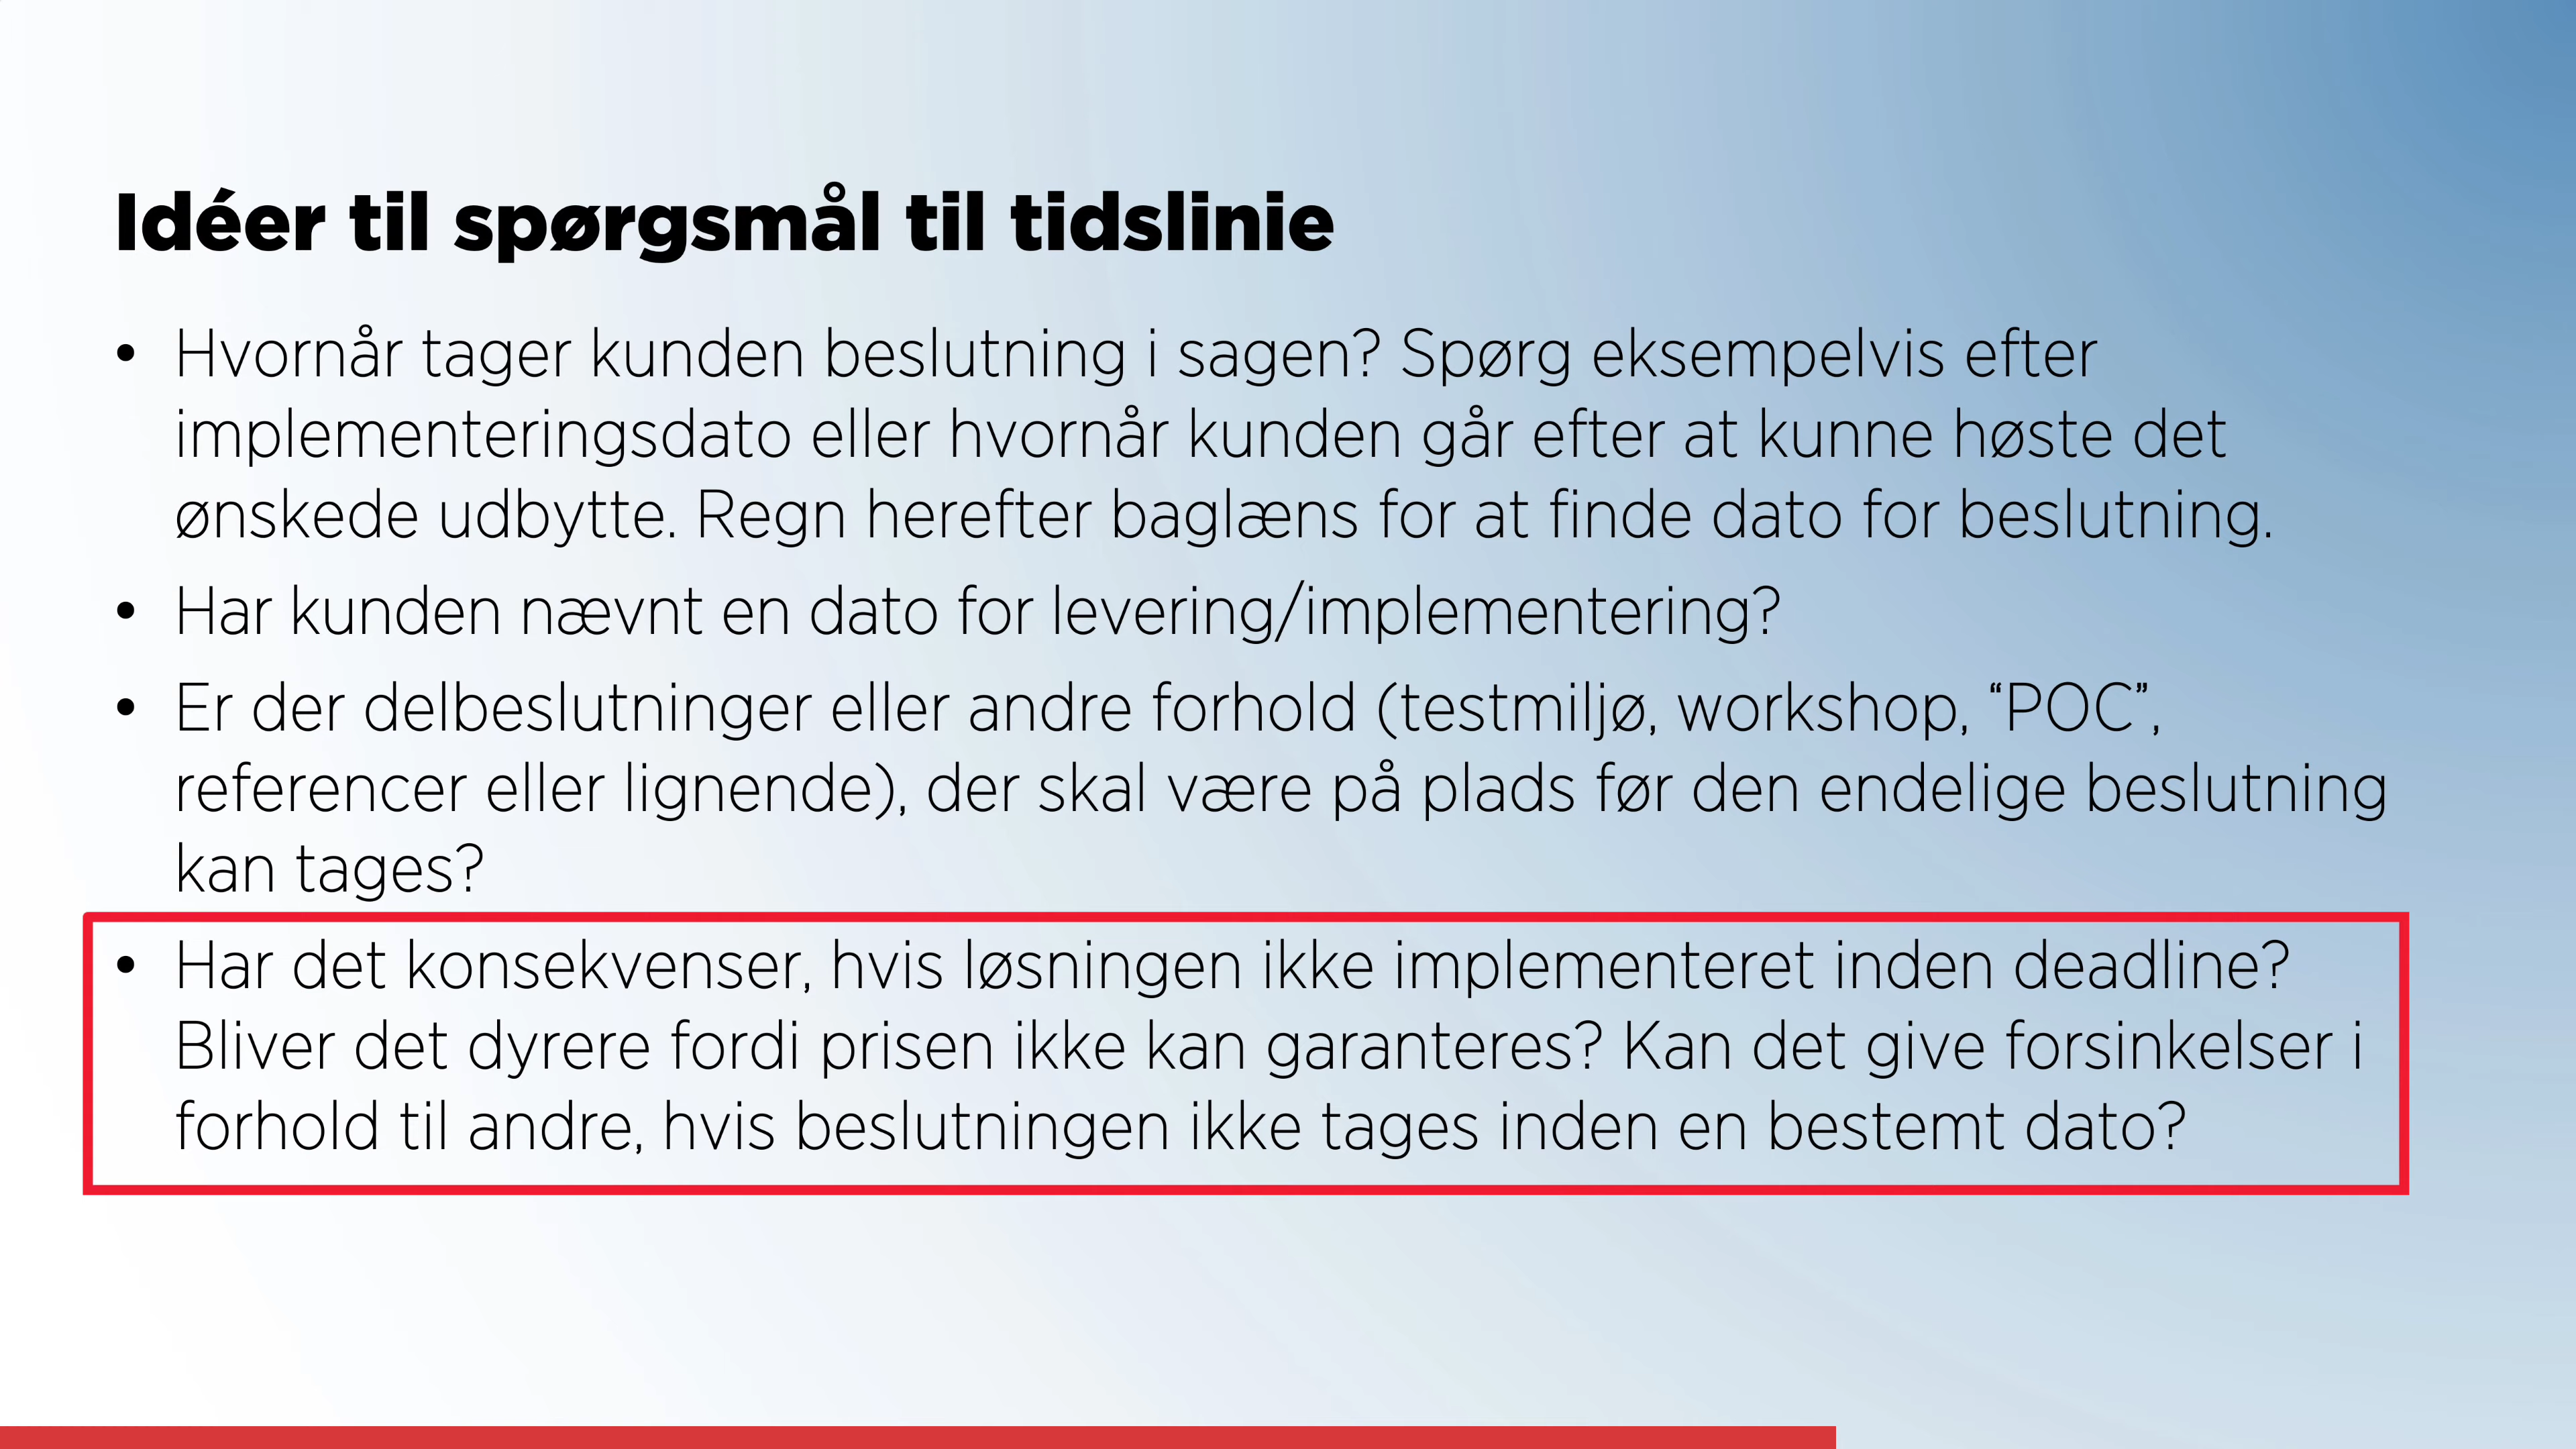 Idéer til spørgsmål til tidslinie
• Hvornår tager kunden beslutning i sagen? Spørg eksempelvis efter
implementeringsdato eller hvornår kunden går efter at kunne høste det
ønskede udbytte. Regn herefter baglæns for at finde dato for beslutning.
• Har kunden nævnt en dato for levering/implementering?
• Er der delbeslutninger eller andre forhold (testmiljø, workshop, “POC”,
referencer eller lignende), der skal være på plads før den endelige beslutning
kan tages?
• Har det konsekvenser, hvis løsningen ikke implementeret inden deadline?
Bliver det dyrere fordi prisen ikke kan garanteres? Kan det give forsinkelser i
forhold til andre, hvis beslutningen ikke tages inden en bestemt dato?